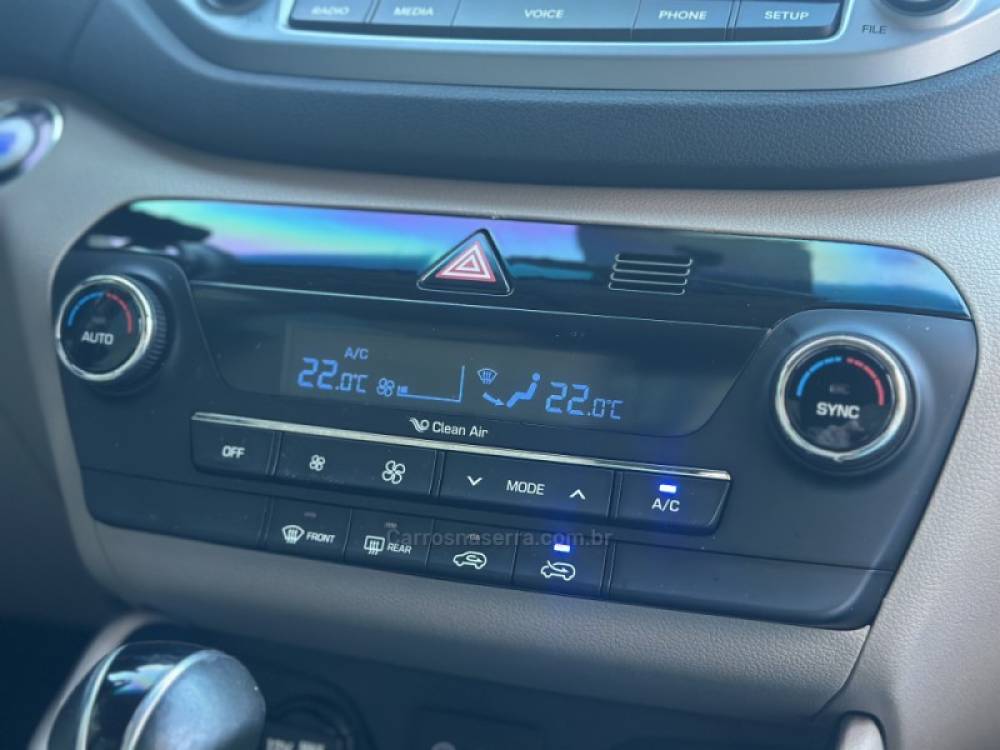 RADIO MEDIA VOICE PHONE SETUP
FILE
AUTO
A/C
22.0°C 22.0°C
SYNC
Clean Air
OFF MODE A/C
FRONT REAR
Carrosnaserra.com.br